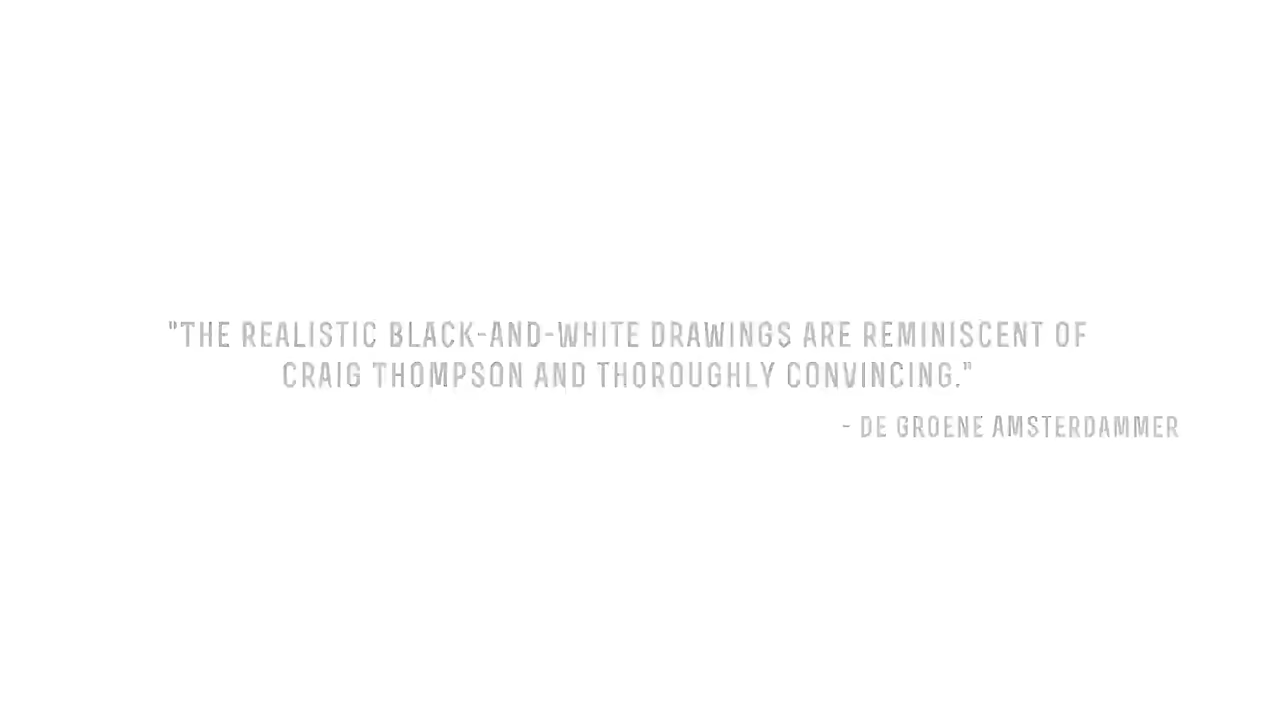 "THE REALISTIC BLACK-AND-WHITE DRAWINGS ARE REMINISCENT OF
CRAIG THOMPSON AND THOROUGHLY CONVINCING."
- DE GROENE AMSTERDAMMER